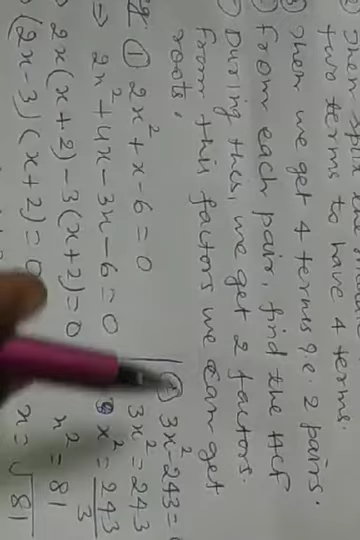 two terms to have 4 terms.
③ Then we get 4 terms i.e. 2 pairs.
from each pair, find the HCF
During this, we get 2 factors.
from this factors we can get
roots.
① 2x² + x - 6 = 0
⇒ 2x² + 4x - 3x - 6 = 0
⇒ 2x(x+2) - 3(x+2) = 0
(2x-3)(x+2) = 0
② 3x² - 243 =
3x² = 243
x² = 243/3
x² = 81
x = √81